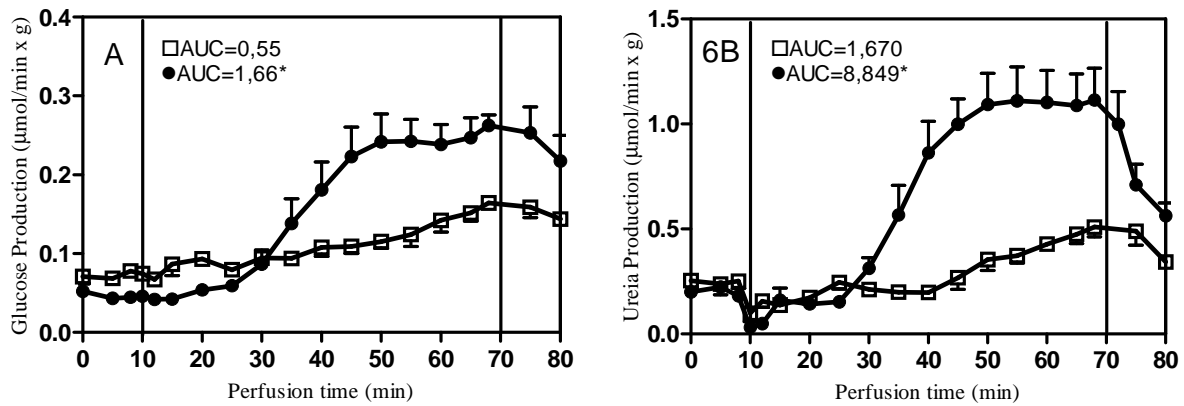 Glucose Production (µmol/min x g)
0.4
0.3
0.2
0.1
0.0
A
AUC=0,55
AUC=1,66*
0 10 20 30 40 50 60 70 80
Perfusion time (min)
Ureia Production (µmol/min x g)
1.5
1.0
0.5
0.0
6B
AUC=1,670
AUC=8,849*
0 10 20 30 40 50 60 70 80
Perfusion time (min)